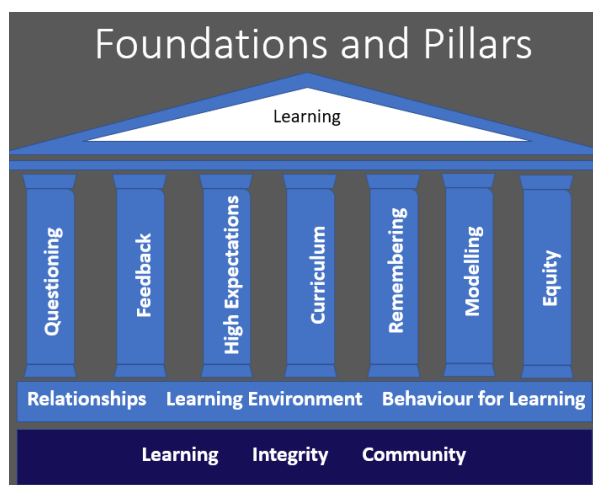 Foundations and Pillars
Learning
Questioning
Feedback
High Expectations
Curriculum
Remembering
Modelling
Equity
Relationships Learning Environment Behaviour for Learning
Learning Integrity Community